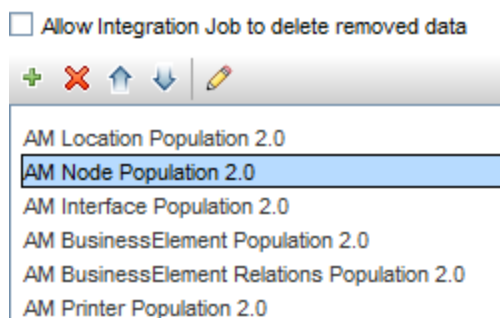 Allow Integration Job to delete removed data
AM Location Population 2.0
AM Node Population 2.0
AM Interface Population 2.0
AM BusinessElement Population 2.0
AM BusinessElement Relations Population 2.0
AM Printer Population 2.0